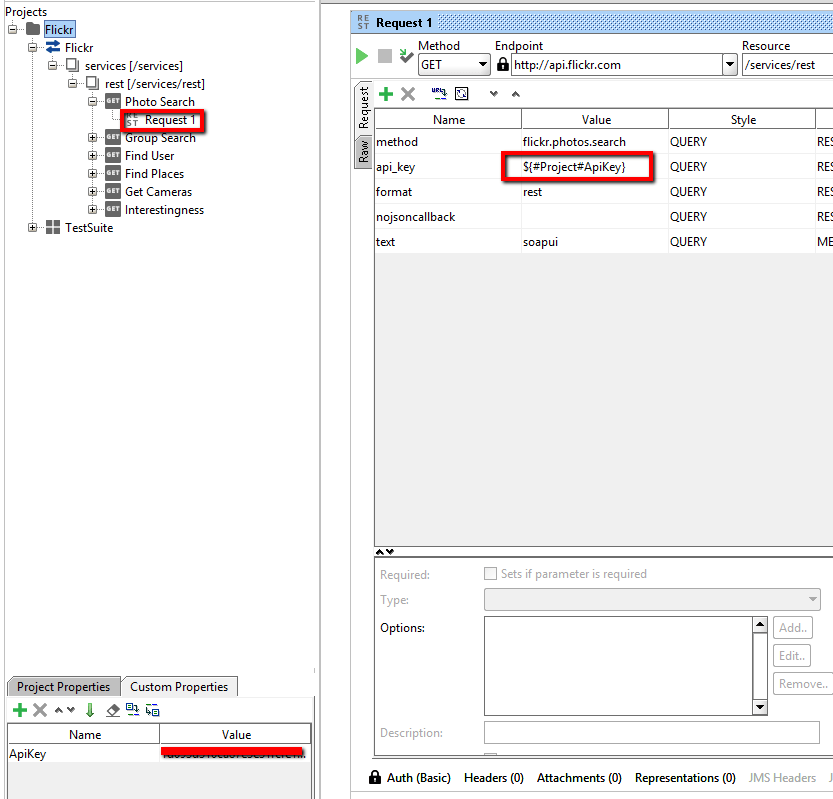 Projects
Flickr
Flickr
services [/services]
rest [/services/rest]
GET Photo Search
REST Request 1
GET Group Search
GET Find User
GET Find Places
GET Get Cameras
GET Interestingness
TestSuite
Project Properties Custom Properties
Name Value
ApiKey
REST Request 1
Method Endpoint Resource
GET http://api.flickr.com /services/rest
Request
Raw
Name Value Style
method flickr.photos.search QUERY RES
api_key ${#Project#ApiKey} QUERY RES
format rest QUERY RES
nojsoncallback QUERY RES
text soapui QUERY ME
Required: Sets if parameter is required
Type:
Options: Add..
Edit..
Remove..
Description:
Auth (Basic) Headers (0) Attachments (0) Representations (0) JMS Headers J